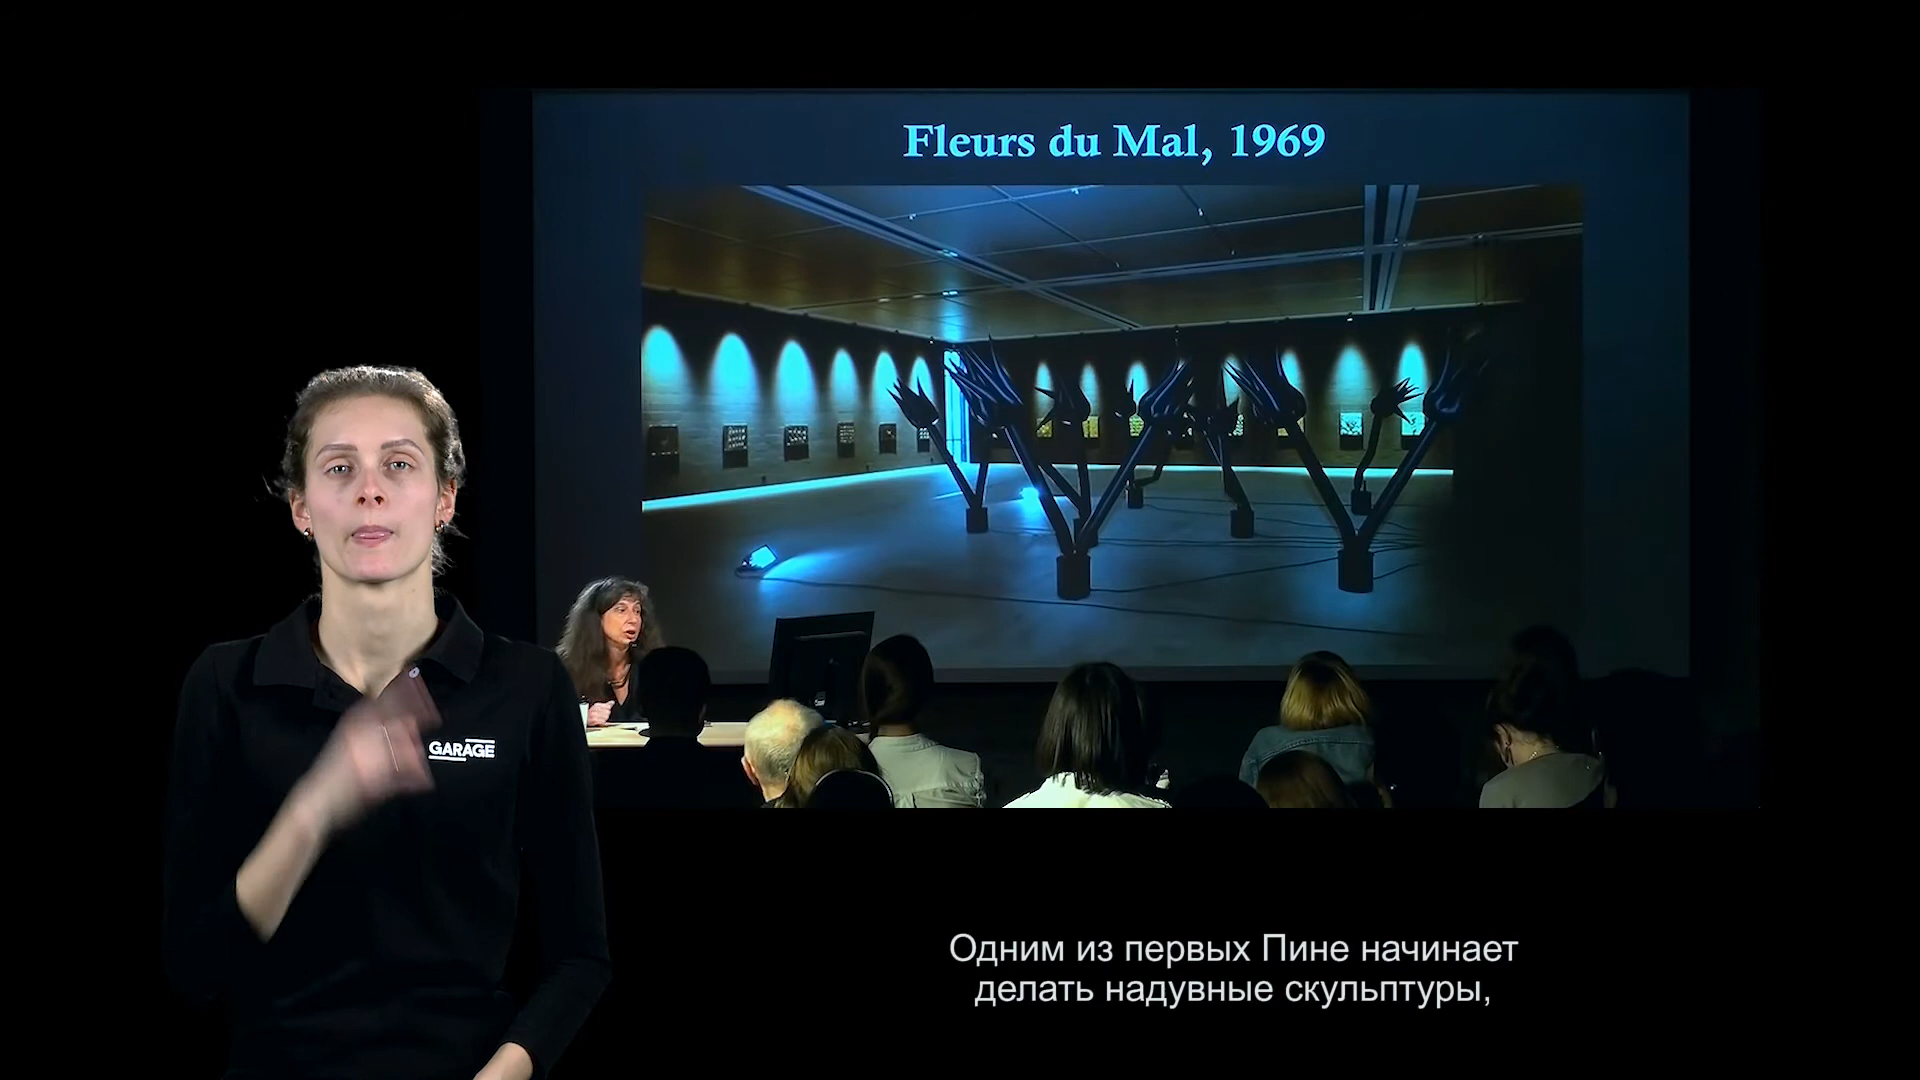 Fleurs du Mal, 1969
GARAGE
Одним из первых Пине начинает
делать надувные скульптуры,